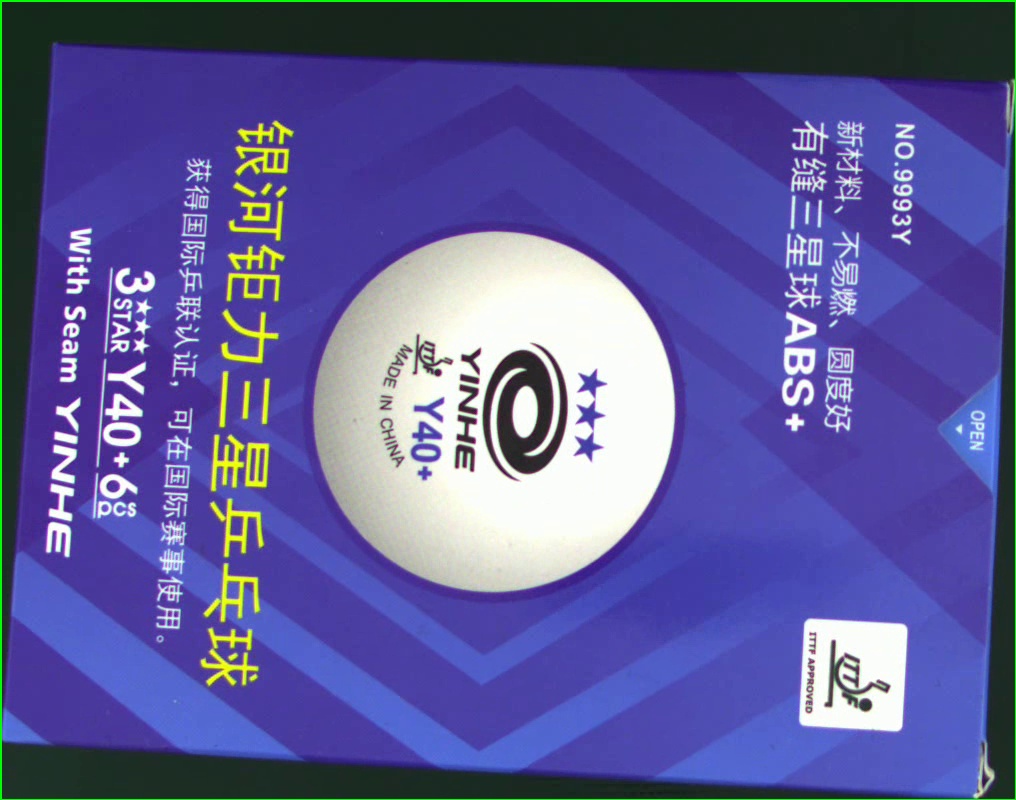 OPEN
NO.9993Y
新材料、不易燃、圆度好
有缝三星球ABS+
ITTF
ITTF APPROVED
YINHE
ITTF Y40+
MADE IN CHINA
银河钜力三星乒乓球
获得国际乒联认证，可在国际赛事使用。
3 STAR Y40+ 6PCS
With Seam YINHE